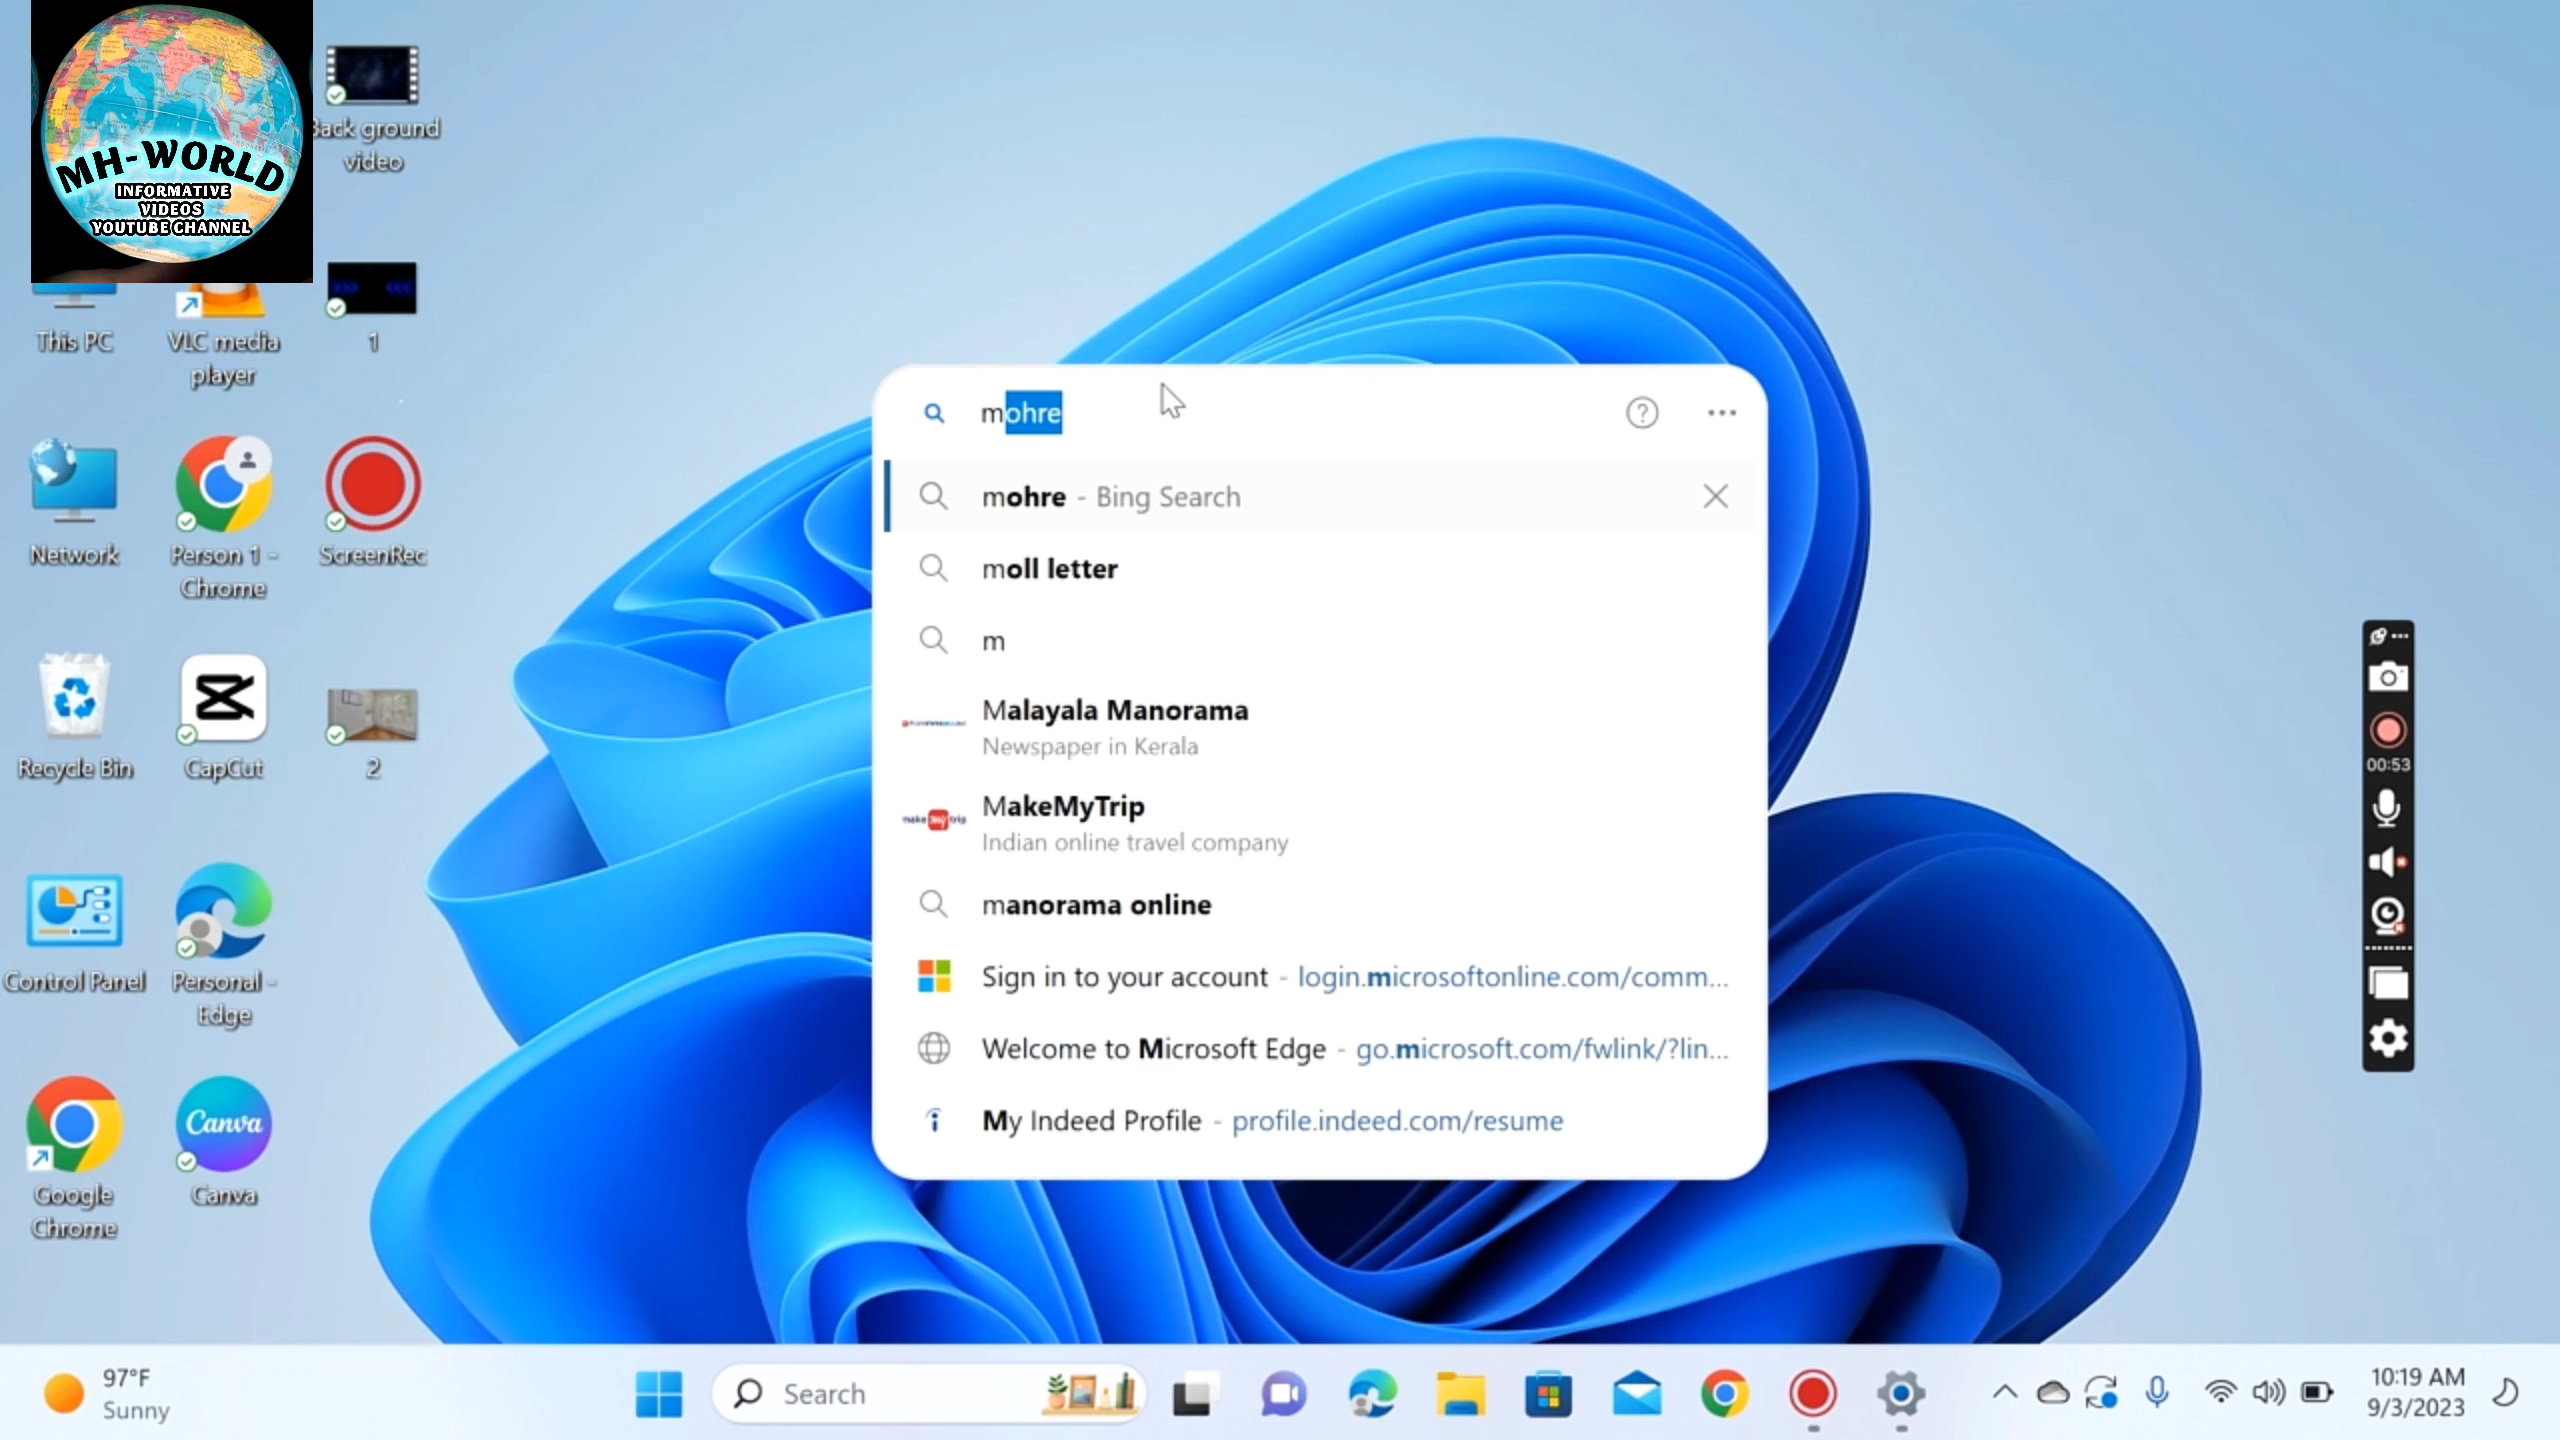 MH-WORLD
INFORMATIVE
VIDEOS
YOUTUBE CHANNEL
Back ground
video
This PC
VLC media
player
1
Network
Person 1 -
Chrome
ScreenRec
Recycle Bin
CapCut
2
Control Panel
Personal -
Edge
Google
Chrome
Canva
Canva
mohre
mohre - Bing Search
moll letter
m
Malayala Manorama
Newspaper in Kerala
make my trip
MakeMyTrip
Indian online travel company
manorama online
Sign in to your account - login.microsoftonline.com/comm...
Welcome to Microsoft Edge - go.microsoft.com/fwlink/?lin...
My Indeed Profile - profile.indeed.com/resume
00:53
97°F
Sunny
Search
10:19 AM
9/3/2023